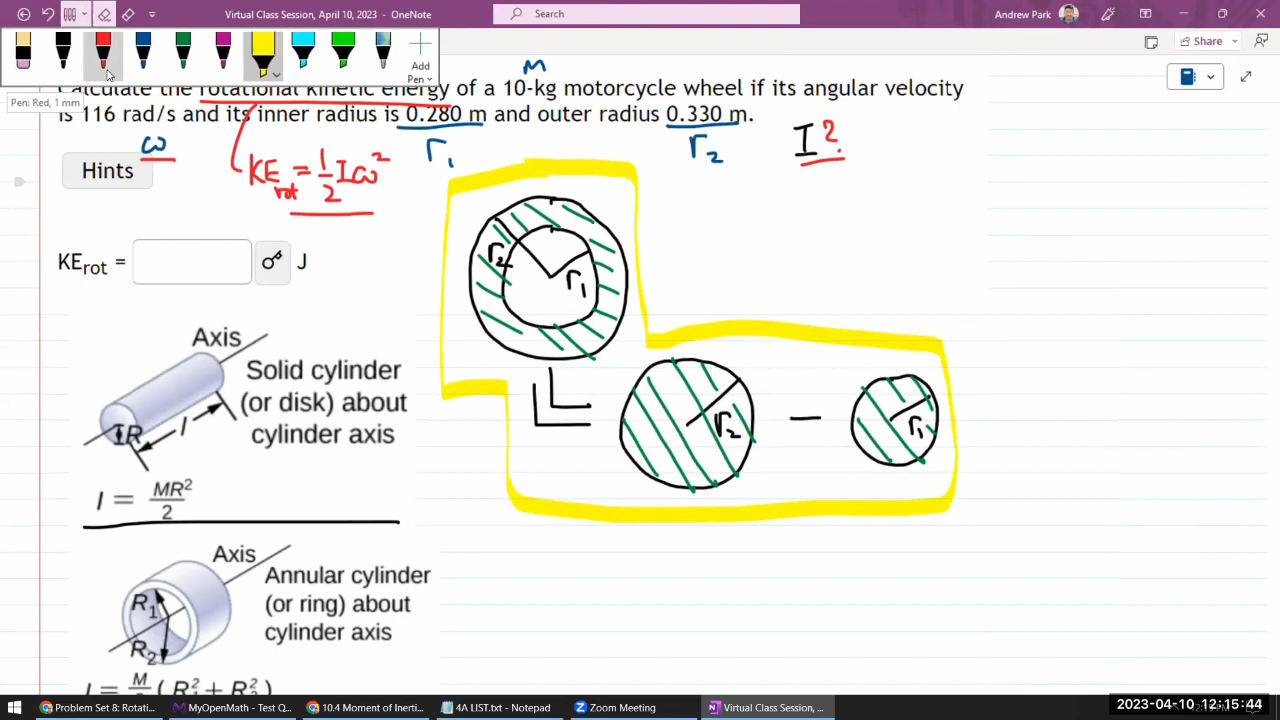 Virtual Class Session, April 10, 2023 - OneNote
Search
Andrew Park
Add
Pen
Share
Pen: Red, 1 mm
M
Calculate the rotational kinetic energy of a 10-kg motorcycle wheel if its angular velocity
is 116 rad/s and its inner radius is 0.280 m and outer radius 0.330 m.
ω
r₁
r₂
I?
Hints
KE rot = 1/2 Iω²
KErot =
J
r₂
r₁
Axis
Solid cylinder
(or disk) about
cylinder axis
R
l
I = MR²/2
r₂
−
r₁
Axis
Annular cylinder
(or ring) about
cylinder axis
R1
R2
I = M/2 (R₁² + R₂²)
Problem Set 8: Rotati...
MyOpenMath - Test Q...
10.4 Moment of Inerti...
4A LIST.txt - Notepad
Zoom Meeting
Virtual Class Session,...
2023-04-10 12:15:44